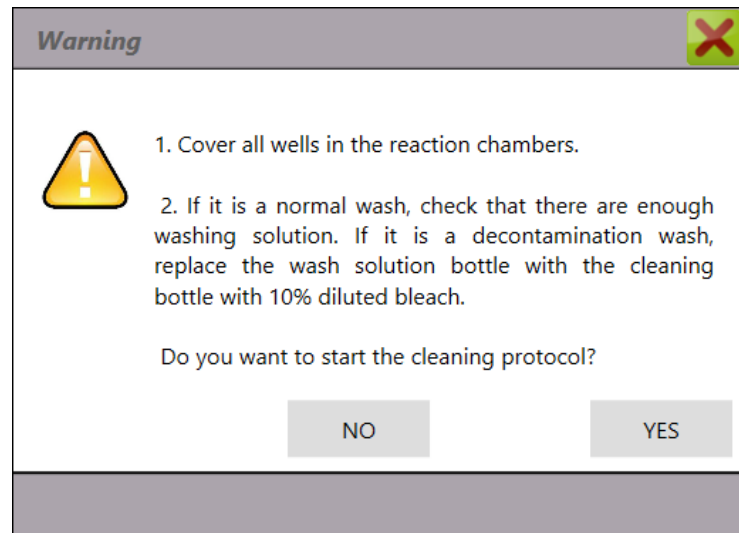 Warning
1. Cover all wells in the reaction chambers.
2. If it is a normal wash, check that there are enough
washing solution. If it is a decontamination wash,
replace the wash solution bottle with the cleaning
bottle with 10% diluted bleach.
Do you want to start the cleaning protocol?
NO
YES